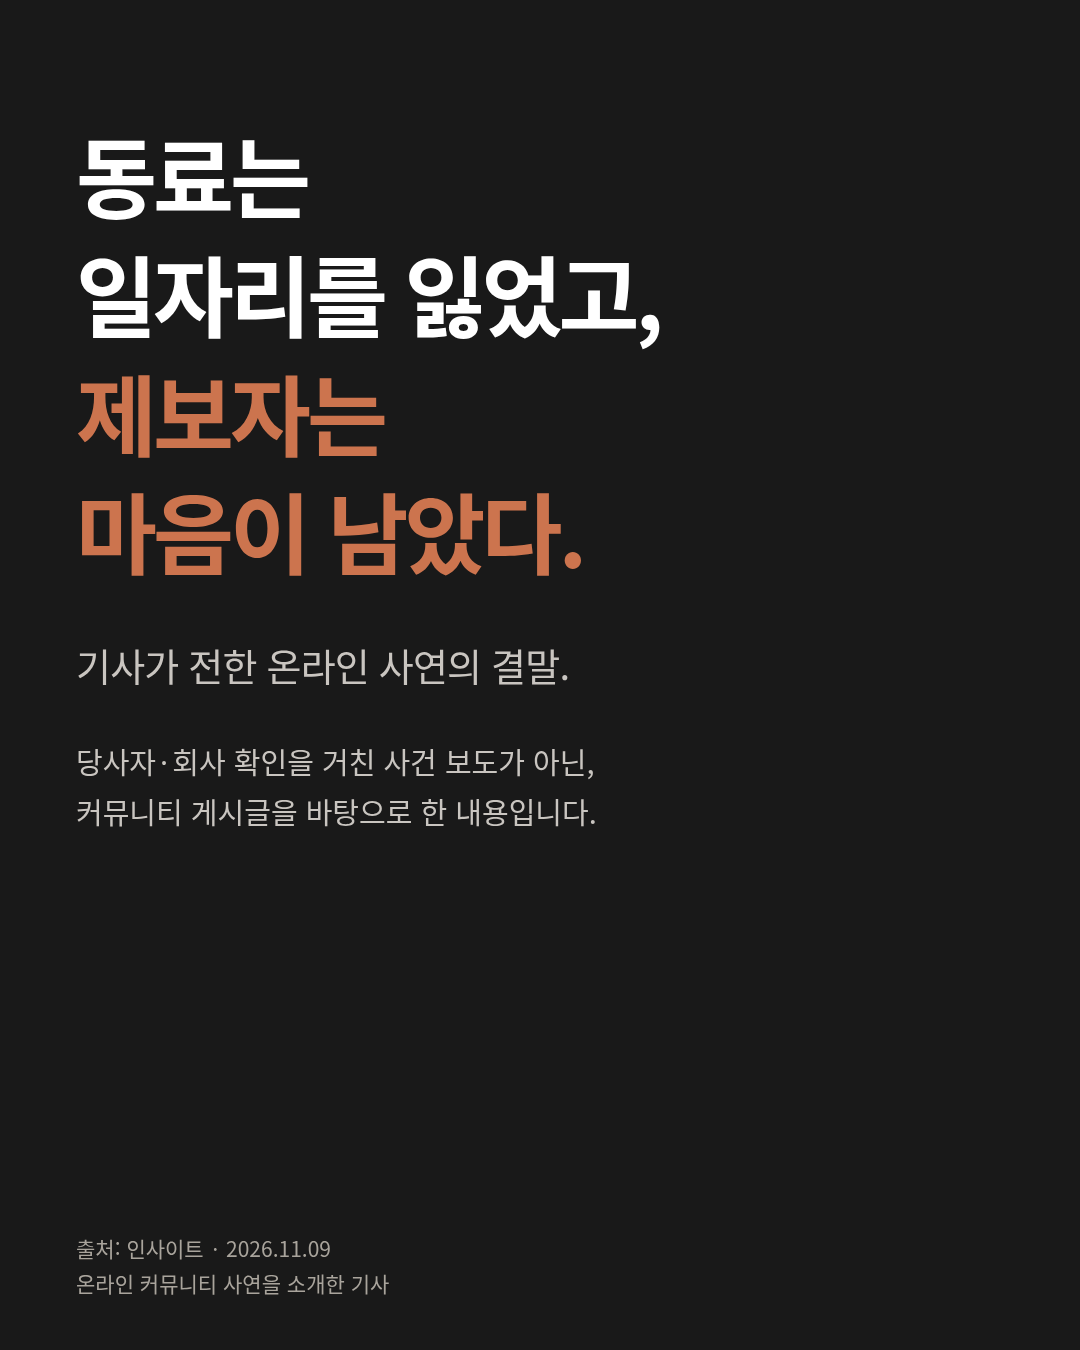 동료는
일자리를 잃었고,
제보자는
마음이 남았다.
기사가 전한 온라인 사연의 결말.
당사자·회사 확인을 거친 사건 보도가 아닌,
커뮤니티 게시글을 바탕으로 한 내용입니다.
출처: 인사이트 · 2026.11.09
온라인 커뮤니티 사연을 소개한 기사